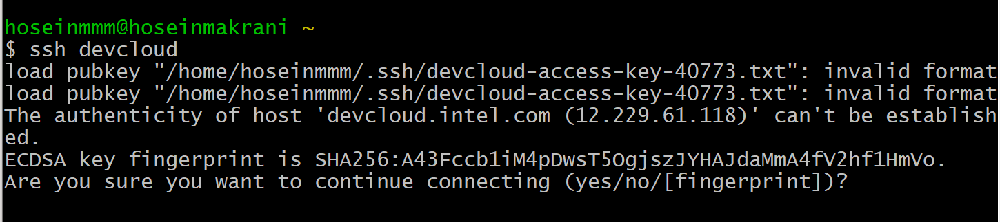 hoseinmmm@hoseinmakrani ~
$ ssh devcloud
load pubkey "/home/hoseinmmm/.ssh/devcloud-access-key-40773.txt": invalid format
load pubkey "/home/hoseinmmm/.ssh/devcloud-access-key-40773.txt": invalid format
The authenticity of host 'devcloud.intel.com (12.229.61.118)' can't be establish
ed.
ECDSA key fingerprint is SHA256:A43Fccb1iM4pDwsT5OgjszJYHAJdaMmA4fV2hf1HmVo.
Are you sure you want to continue connecting (yes/no/[fingerprint])?